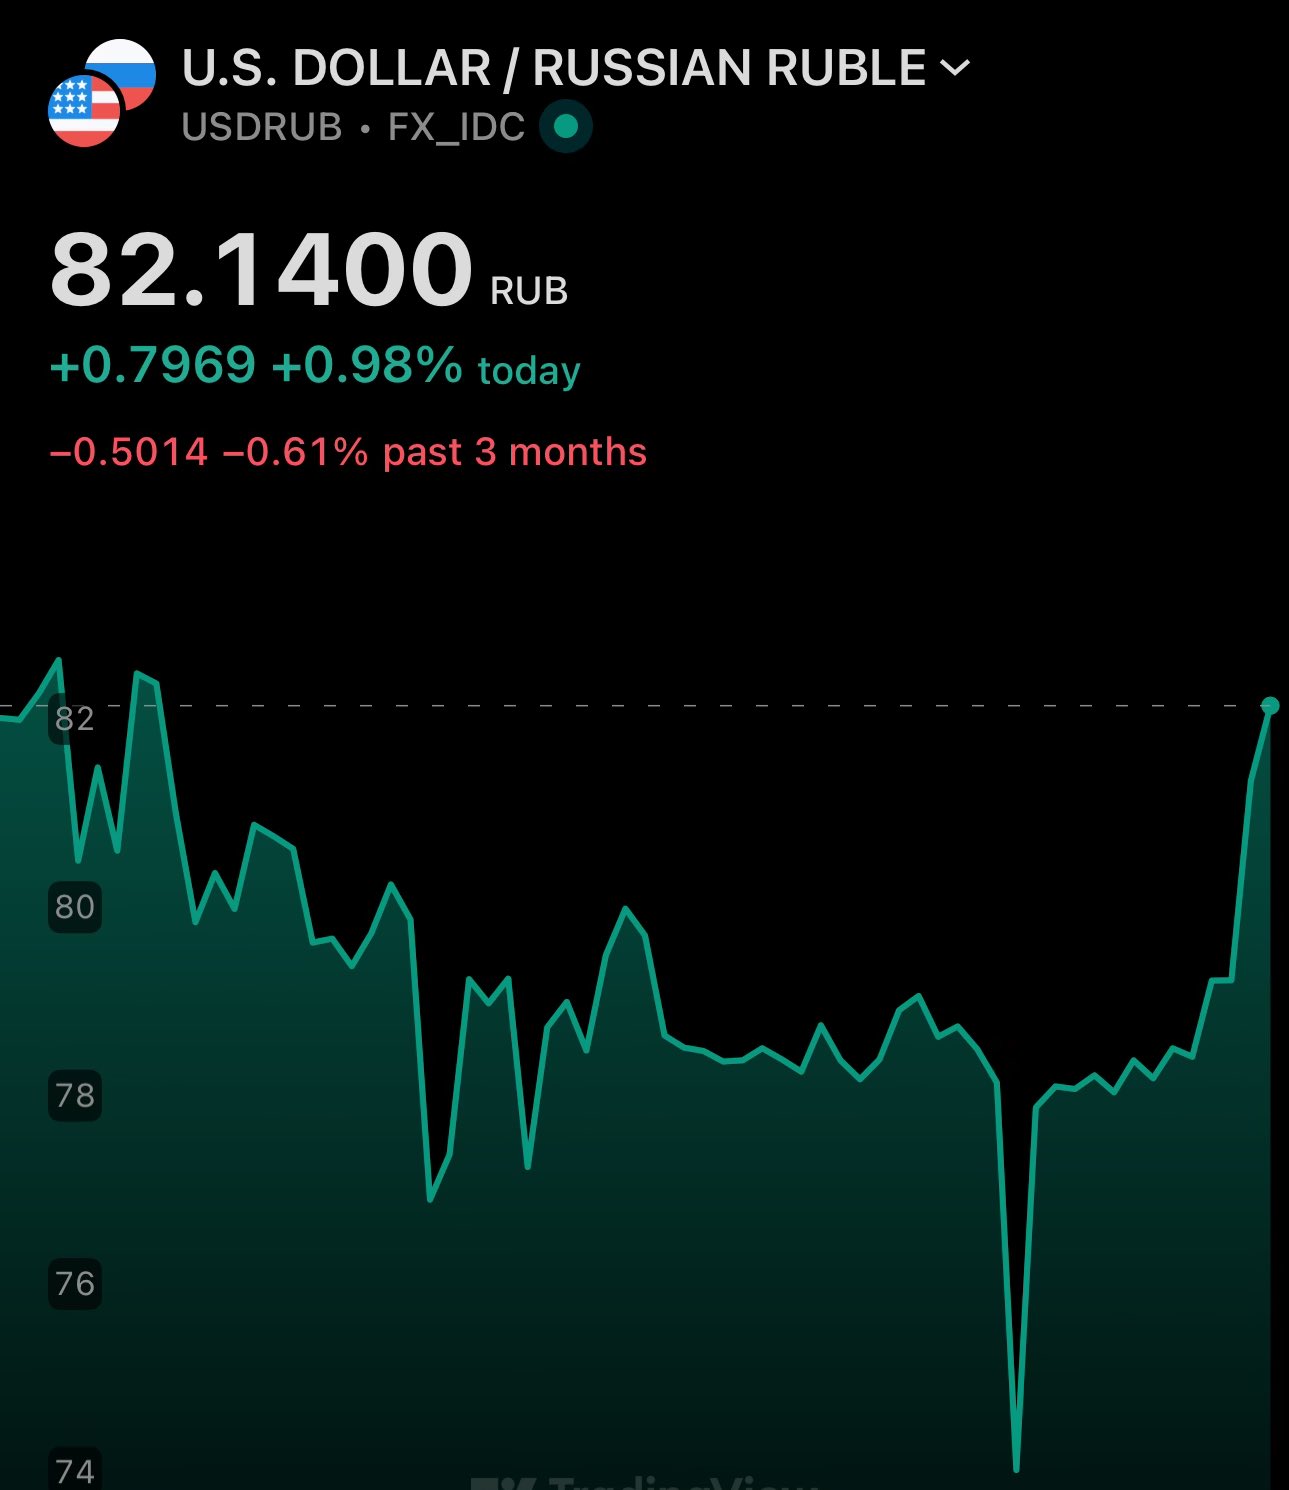 U.S. DOLLAR / RUSSIAN RUBLE
USDRUB • FX_IDC
82.1400 RUB
+0.7969 +0.98% today
−0.5014 −0.61% past 3 months
82
80
78
76
74
TradingView